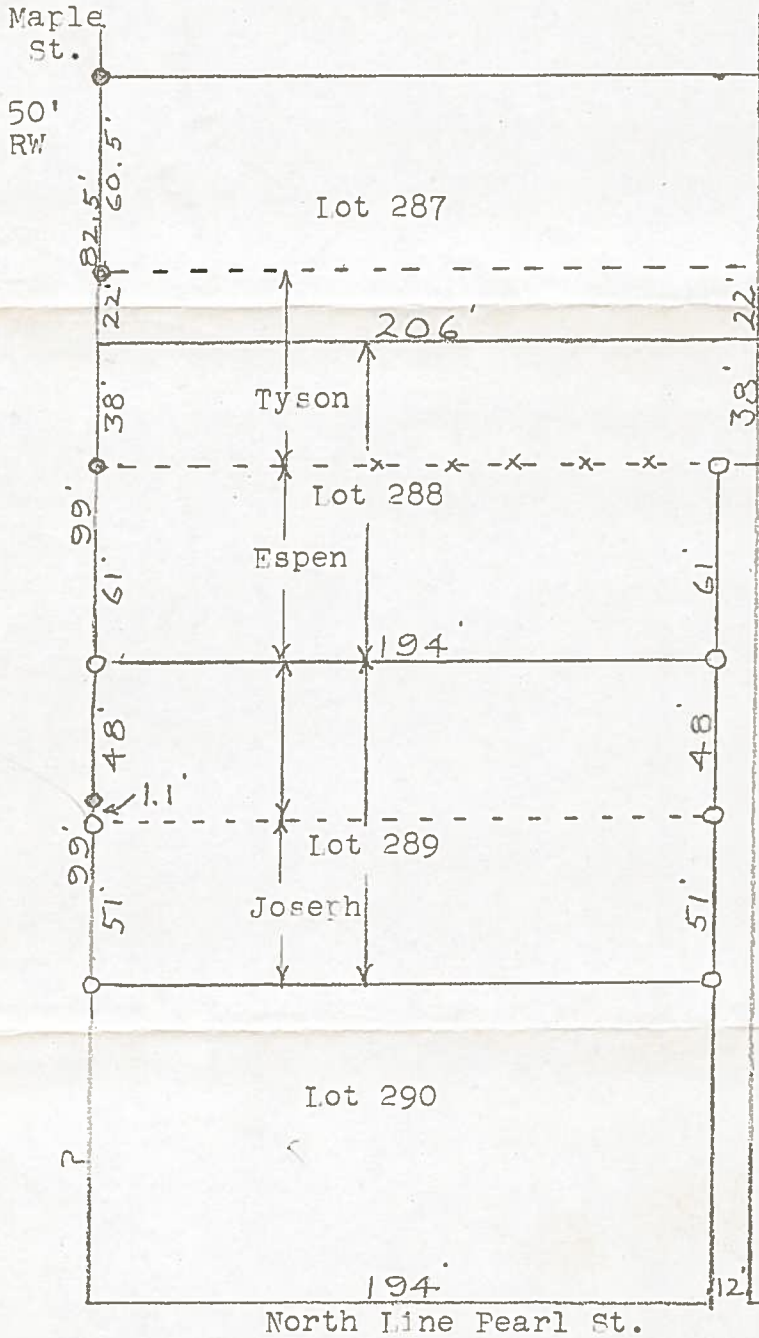 Maple
St.
50'
RW
82.5'
60.5'
Lot 287
22'
22'
206'
38'
Tyson
38'
Lot 288
99'
61'
Espen
61'
194'
48'
48'
1.1'
99'
Lot 289
51'
Joseph
51'
Lot 290
?
194'
12'
North Line Pearl St.